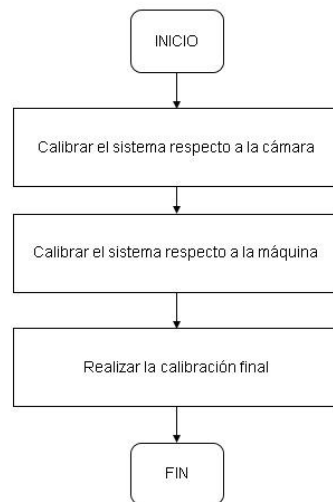 INICIO
Calibrar el sistema respecto a la cámara
Calibrar el sistema respecto a la máquina
Realizar la calibración final
FIN